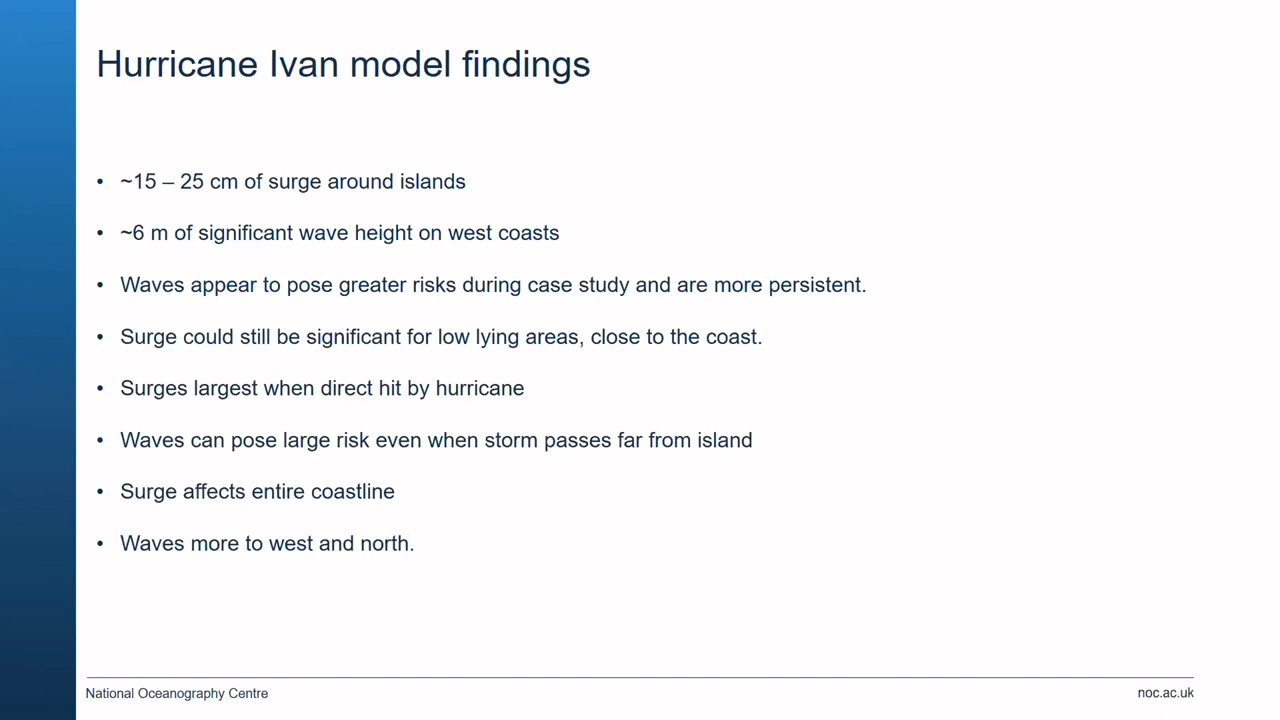 Hurricane Ivan model findings
• ~15 – 25 cm of surge around islands
• ~6 m of significant wave height on west coasts
• Waves appear to pose greater risks during case study and are more persistent.
• Surge could still be significant for low lying areas, close to the coast.
• Surges largest when direct hit by hurricane
• Waves can pose large risk even when storm passes far from island
• Surge affects entire coastline
• Waves more to west and north.
National Oceanography Centre
noc.ac.uk